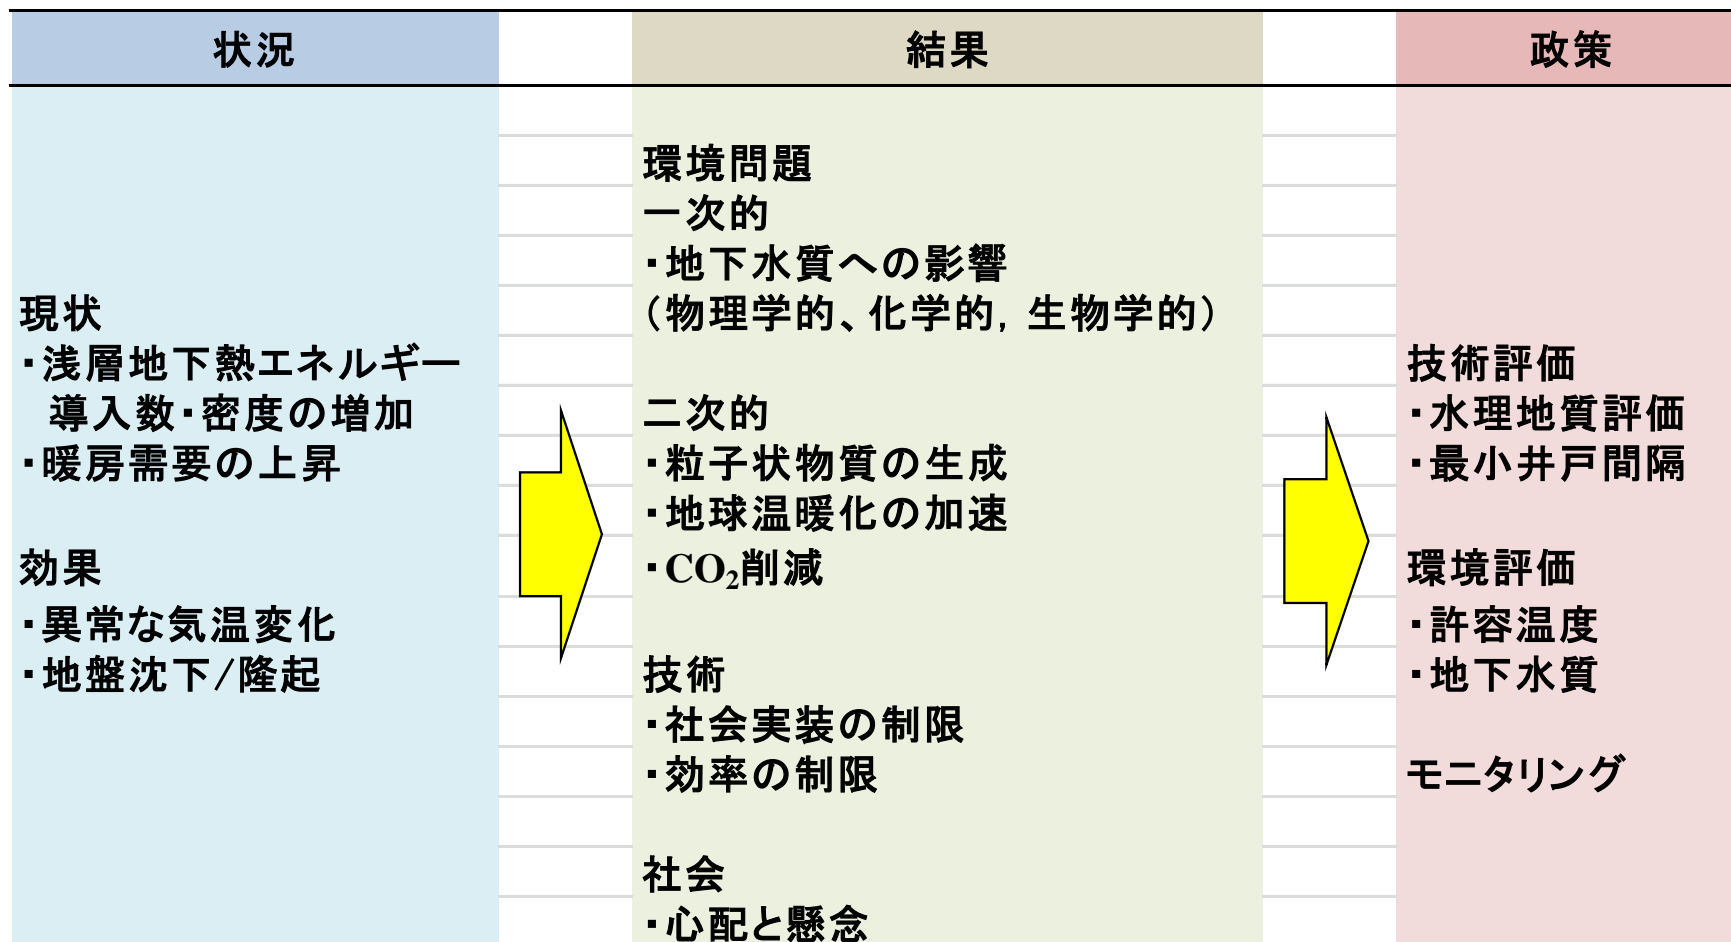 状況
結果
政策
現状
・浅層地下熱エネルギー
導入数・密度の増加
・暖房需要の上昇
効果
・異常な気温変化
・地盤沈下/隆起
環境問題
一次的
・地下水質への影響
（物理学的、化学的，生物学的）
二次的
・粒子状物質の生成
・地球温暖化の加速
・CO₂削減
技術
・社会実装の制限
・効率の制限
社会
・心配と懸念
技術評価
・水理地質評価
・最小井戸間隔
環境評価
・許容温度
・地下水質
モニタリング